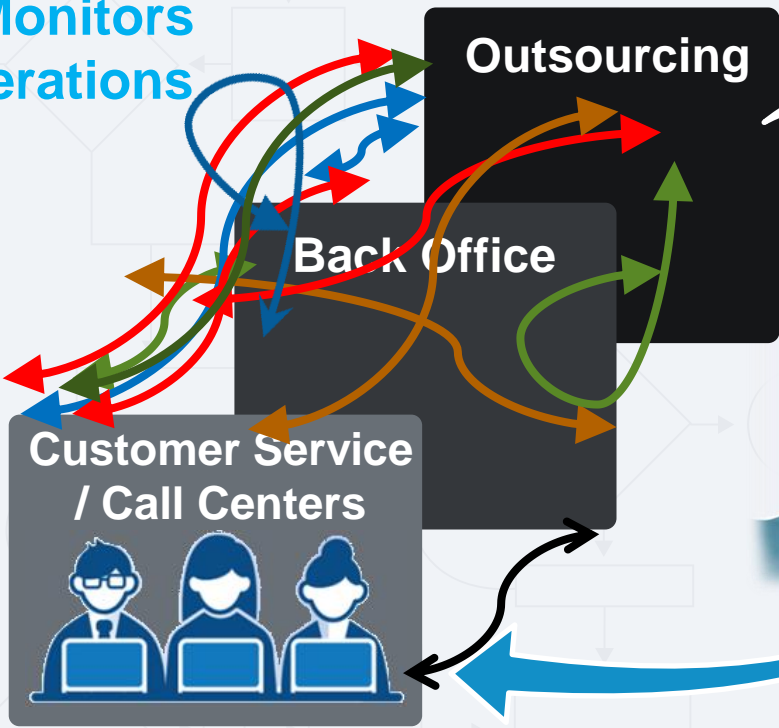 Monitors
erations
Outsourcing
Back Office
Customer Service
/ Call Centers